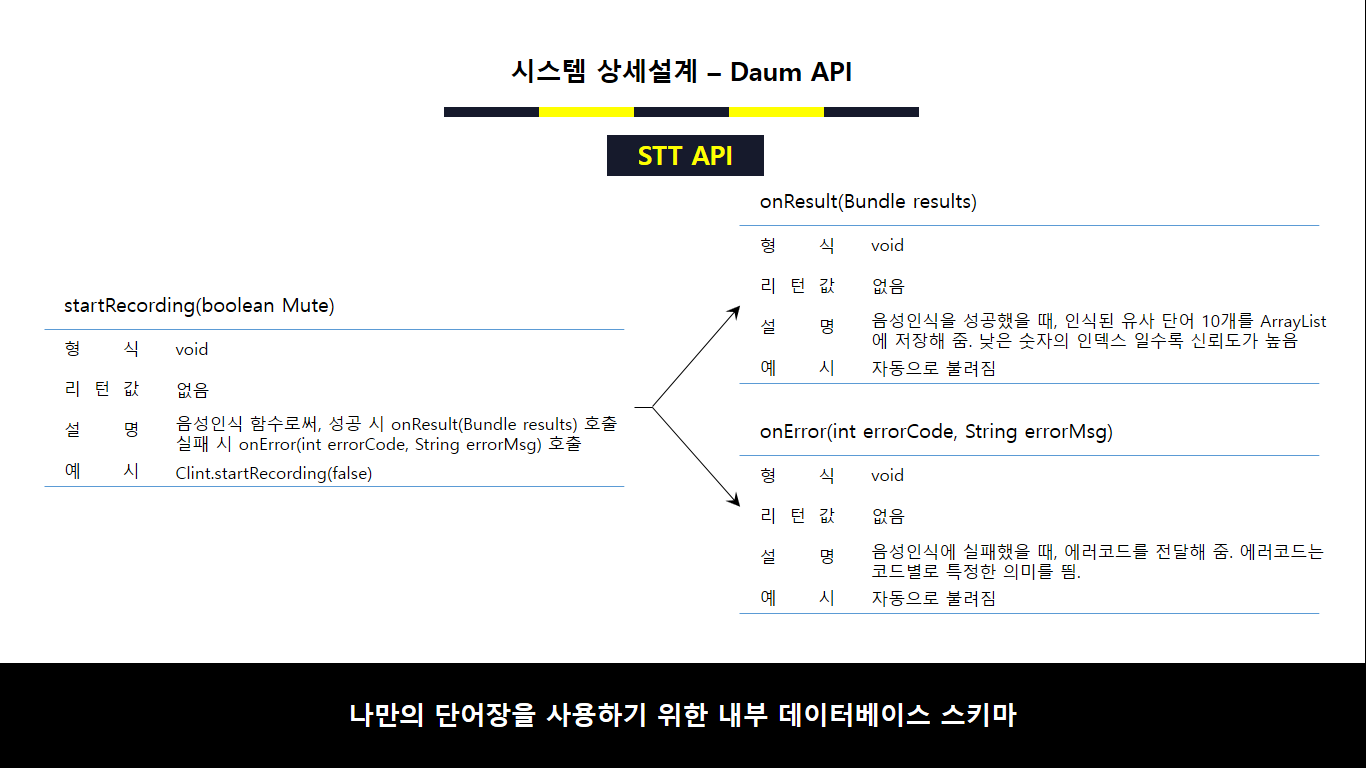 시스템 상세설계 – Daum API
STT API
startRecording(boolean Mute)
형 식 void
리 턴 값 없음
설 명 음성인식 함수로써, 성공 시 onResult(Bundle results) 호출
실패 시 onError(int errorCode, String errorMsg) 호출
예 시 Clint.startRecording(false)
onResult(Bundle results)
형 식 void
리 턴 값 없음
설 명 음성인식을 성공했을 때, 인식된 유사 단어 10개를 ArrayList
에 저장해 줌. 낮은 숫자의 인덱스 일수록 신뢰도가 높음
예 시 자동으로 불려짐
onError(int errorCode, String errorMsg)
형 식 void
리 턴 값 없음
설 명 음성인식에 실패했을 때, 에러코드를 전달해 줌. 에러코드는
코드별로 특정한 의미를 띔.
예 시 자동으로 불려짐
나만의 단어장을 사용하기 위한 내부 데이터베이스 스키마